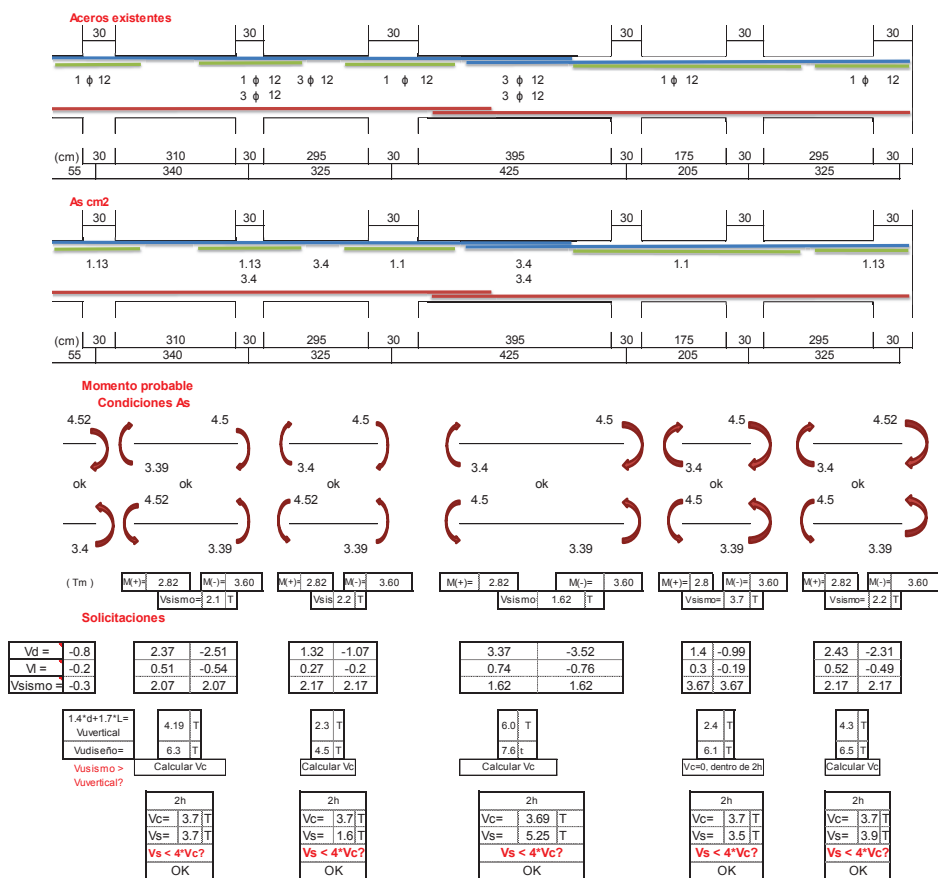 Aceros existentes
30 30 30 30 30 30
1 ϕ 12 1 ϕ 12 3 ϕ 12 1 ϕ 12 3 ϕ 12 1 ϕ 12 1 ϕ 12
3 ϕ 12 3 ϕ 12
(cm) 30 310 30 295 30 395 30 175 30 295 30
55 340 325 425 205 325
As cm2
30 30 30 30 30 30
1.13 1.13 3.4 1.1 3.4 1.1 1.13
3.4 3.4
(cm) 30 310 30 295 30 395 30 175 30 295 30
55 340 325 425 205 325
Momento probable
Condiciones As
4.52 4.5 4.5 4.5 4.5 4.52
3.39 3.4 3.4 3.4 3.4
ok ok ok ok ok ok
4.52 4.52 4.5 4.5 4.5
3.4 3.39 3.39 3.39 3.39 3.39
( Tm ) M(+)= 2.82 M(-)= 3.60 M(+)= 2.82 M(-)= 3.60 M(+)= 2.82 M(-)= 3.60 M(+)= 2.8 M(-)= 3.60 M(+)= 2.82 M(-)= 3.60
Vsismo= 2.1 T Vsis 2.2 T Vsismo 1.62 T Vsismo= 3.7 T Vsismo= 2.2 T
Solicitaciones
Vd = -0.8 2.37 -2.51 1.32 -1.07 3.37 -3.52 1.4 -0.99 2.43 -2.31
Vl = -0.2 0.51 -0.54 0.27 -0.2 0.74 -0.76 0.3 -0.19 0.52 -0.49
Vsismo = -0.3 2.07 2.07 2.17 2.17 1.62 1.62 3.67 3.67 2.17 2.17
1.4*d+1.7*L=
Vuvertical 4.19 T 2.3 T 6.0 T 2.4 T 4.3 T
Vudiseño= 6.3 T 4.5 T 7.6 t 6.1 T 6.5 T
Vusismo > Calcular Vc Calcular Vc Calcular Vc Vc=0, dentro de 2h Calcular Vc
Vuvertical?
2h 2h 2h 2h 2h
Vc= 3.7 T Vc= 3.7 T Vc= 3.69 T Vc= 3.7 T Vc= 3.7 T
Vs= 3.7 T Vs= 1.6 T Vs= 5.25 T Vs= 3.5 T Vs= 3.9 T
Vs < 4*Vc? Vs < 4*Vc? Vs < 4*Vc? Vs < 4*Vc? Vs < 4*Vc?
OK OK OK OK OK